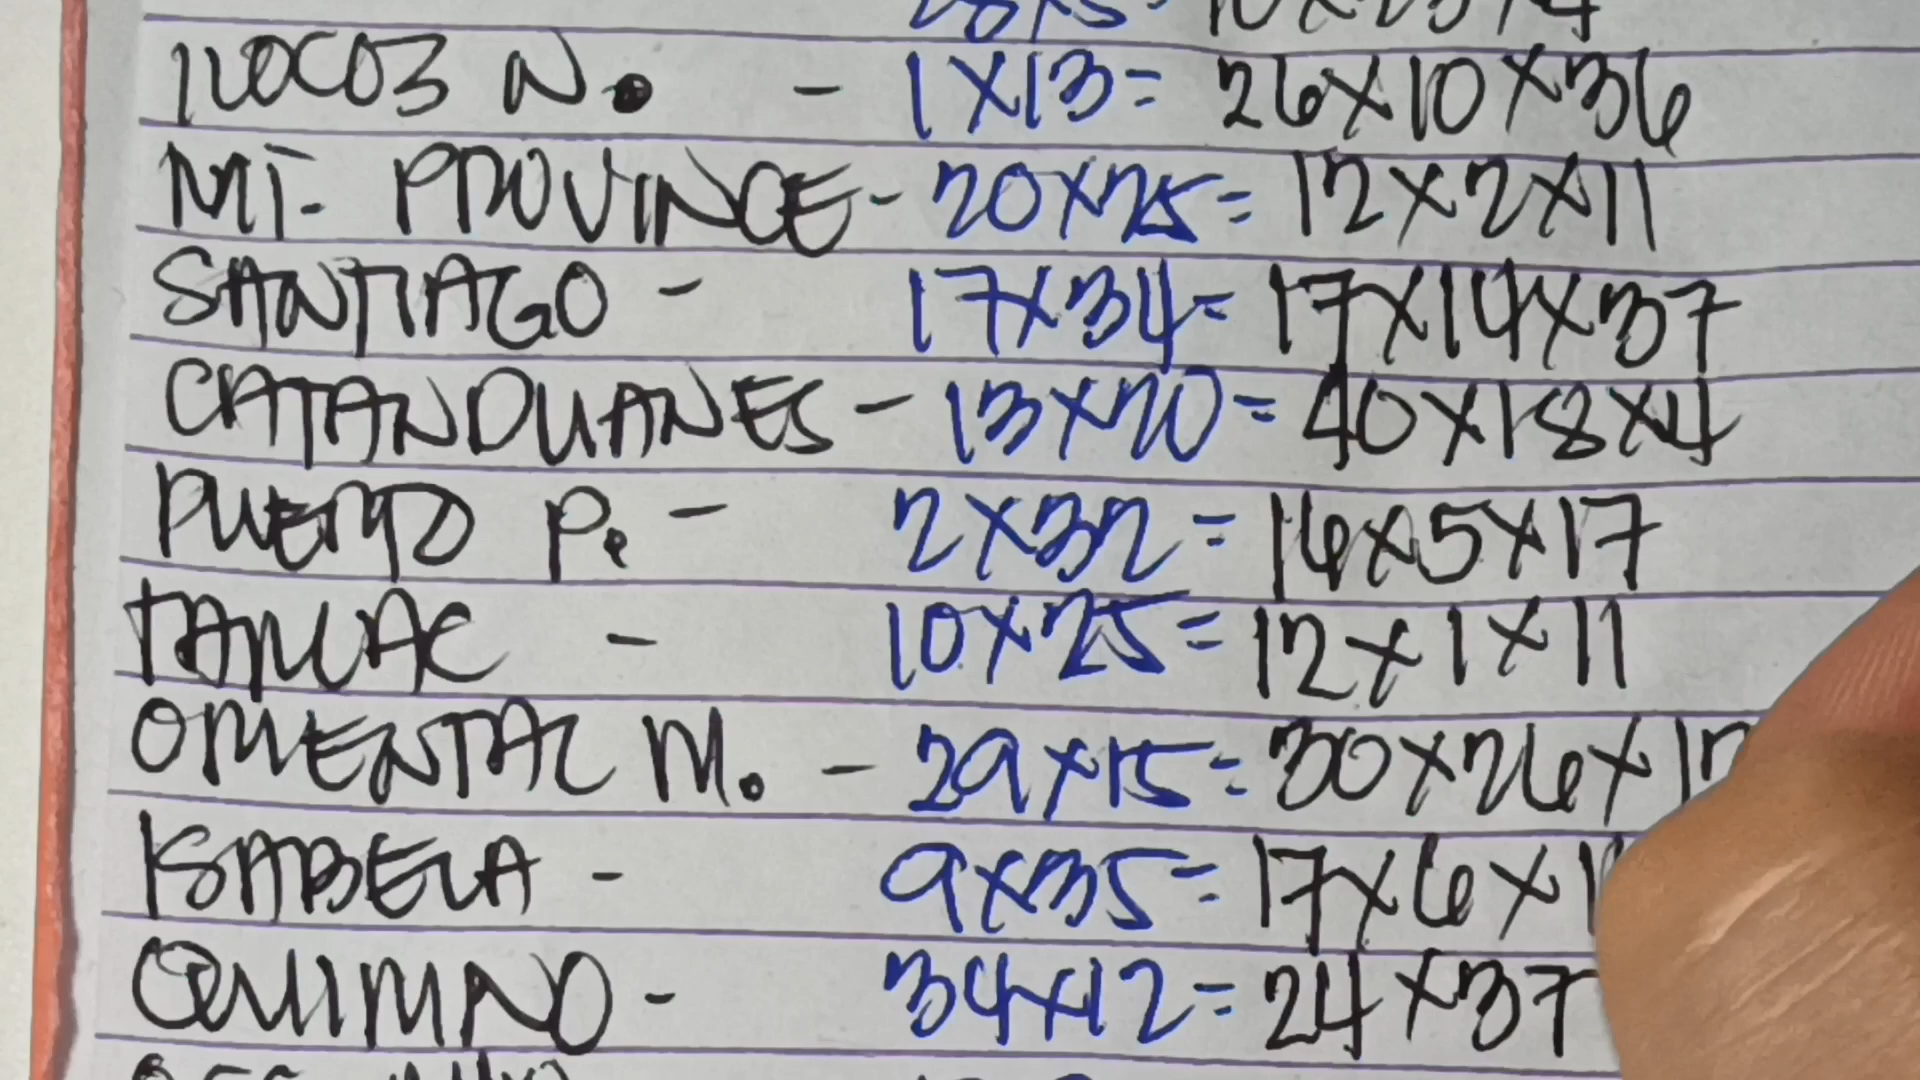 ILOCOS N. - 1X13= 26X10X36
MT. PROVINCE - 20X25= 12X2X11
SANTIAGO - 17X34= 17X14X37
CATANDUANES - 13X20= 40X18X4
PUERTO P. - 2X32= 16X5X17
TARLAC - 10X25= 12X1X11
ORIENTAL M. - 29X15= 30X26X
ISABELA - 9X35= 17X6X
QUIRINO - 34X12= 24X37